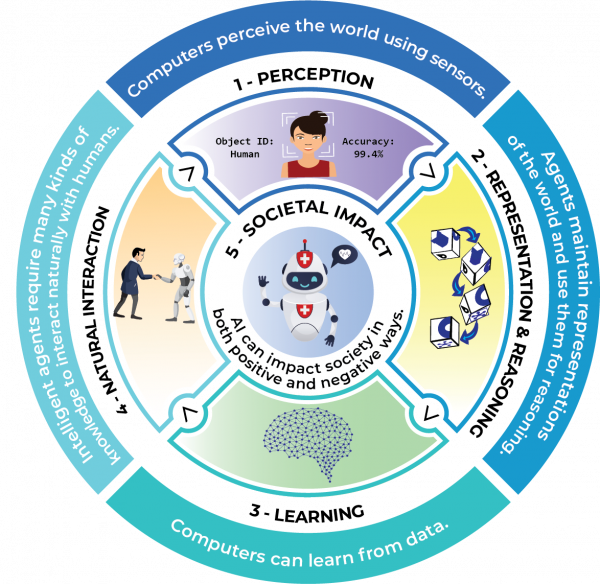 Computers perceive the world using sensors.
1 - PERCEPTION
Object ID:
Human
Accuracy:
99.4%
Agents maintain representations
of the world and use them for reasoning.
2 - REPRESENTATION & REASONING
Computers can learn from data.
3 - LEARNING
Intelligent agents require many kinds of
knowledge to interact naturally with humans.
4 - NATURAL INTERACTION
5 - SOCIETAL IMPACT
AI can impact society in
both positive and negative ways.